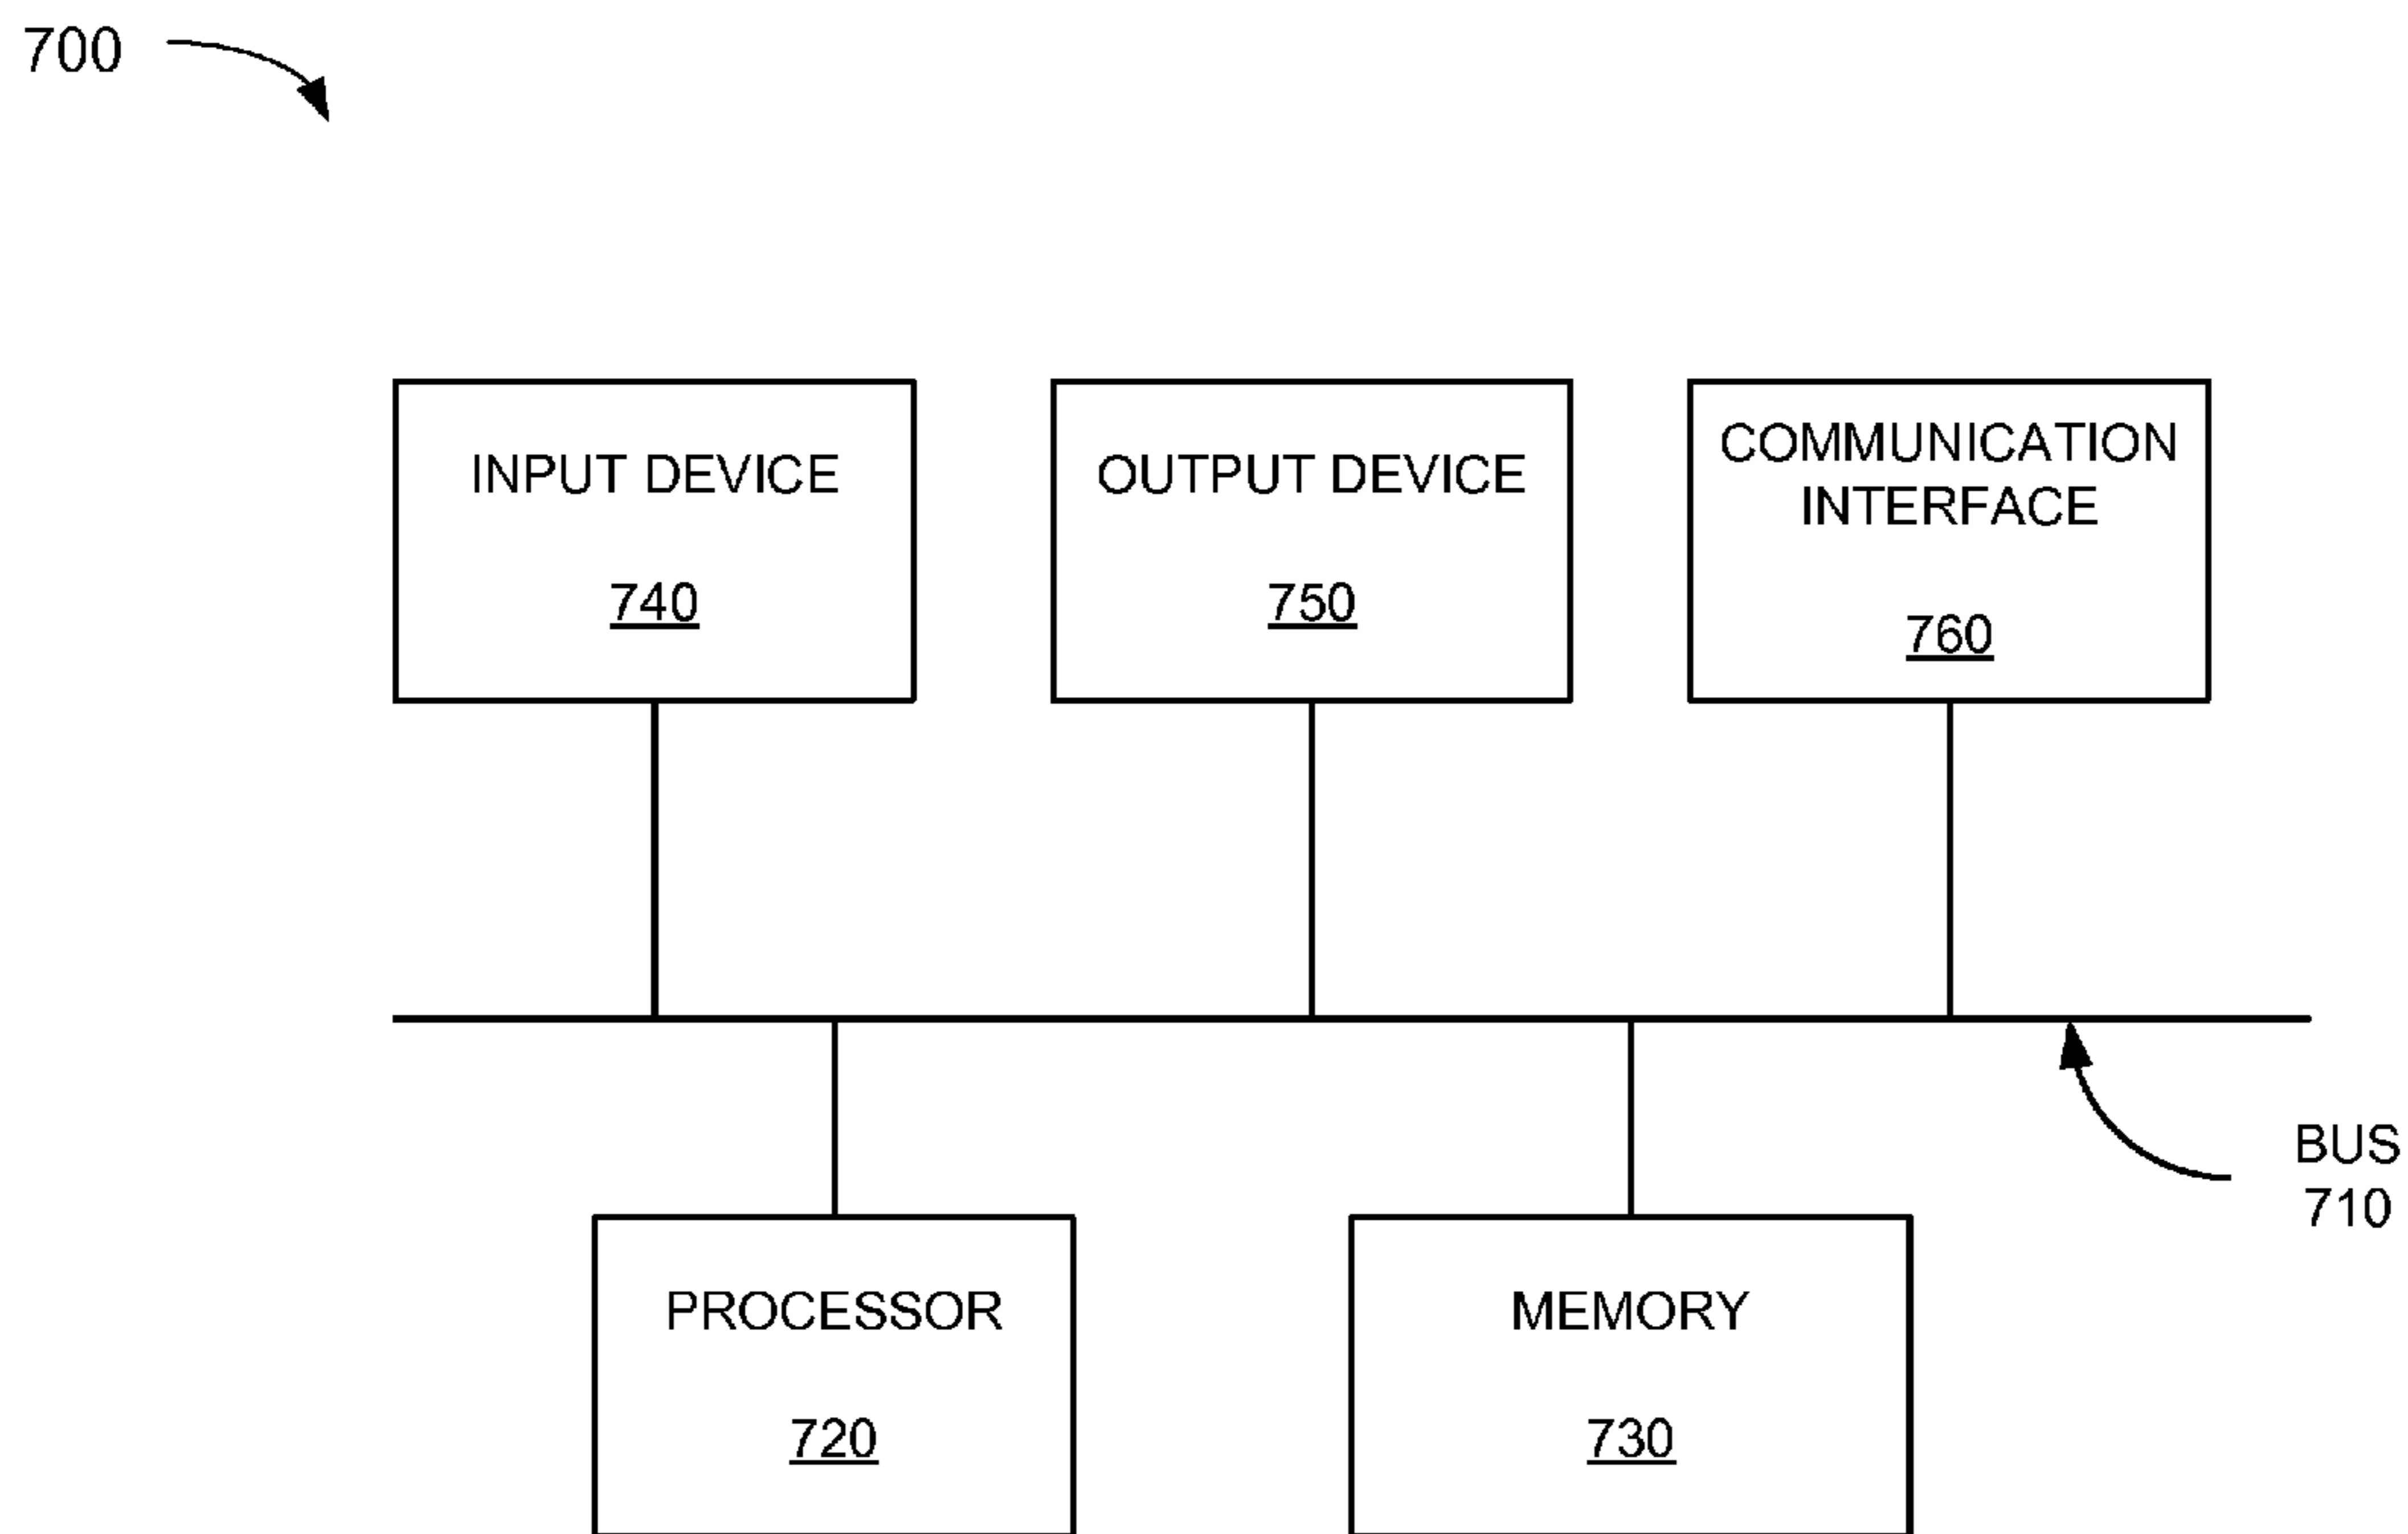 700
INPUT DEVICE
740
OUTPUT DEVICE
750
COMMUNICATION
INTERFACE
760
BUS
710
PROCESSOR
720
MEMORY
730